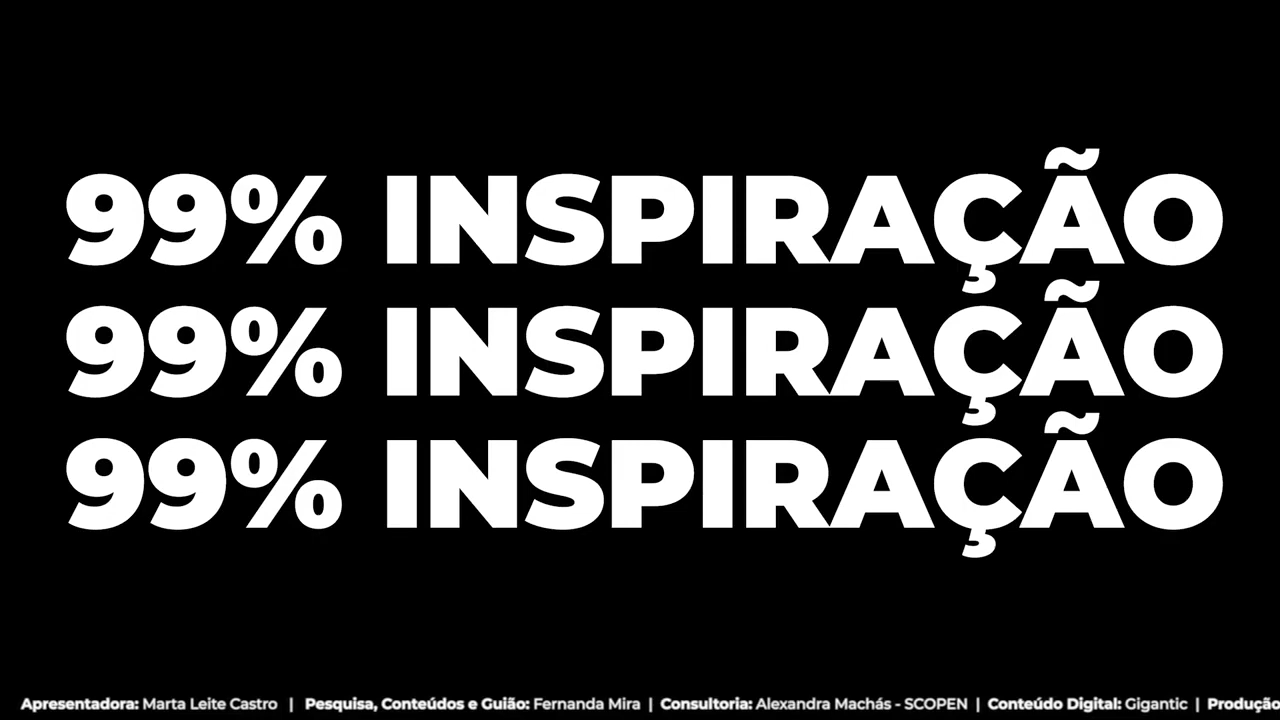 99% INSPIRAÇÃO
99% INSPIRAÇÃO
99% INSPIRAÇÃO
Apresentadora: Marta Leite Castro | Pesquisa, Conteúdos e Guião: Fernanda Mira | Consultoria: Alexandra Machás - SCOPEN | Conteúdo Digital: Gigantic | Produção